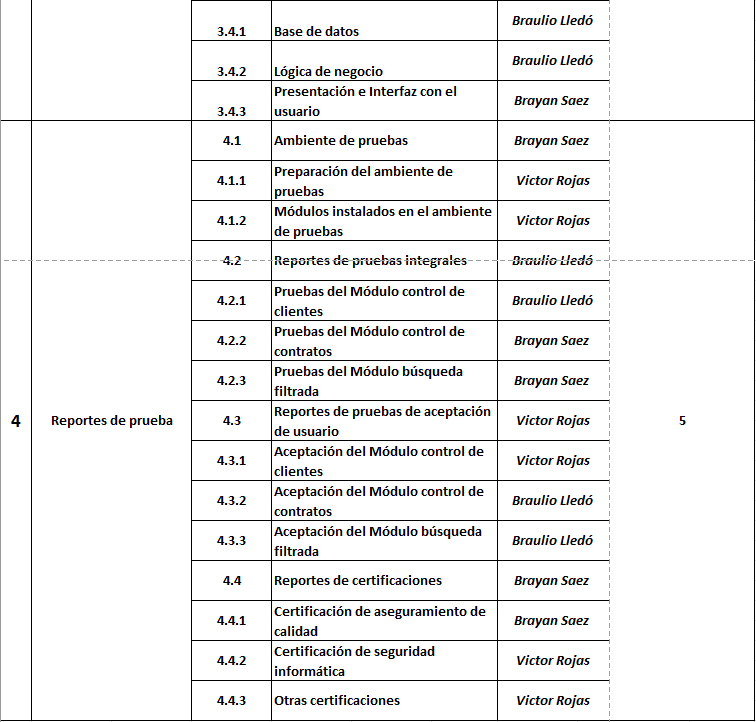 3.4.1 Base de datos Braulio Lledó
3.4.2 Lógica de negocio Braulio Lledó
3.4.3 Presentación e Interfaz con el
usuario Brayan Saez
4 Reportes de prueba 5
4.1 Ambiente de pruebas Brayan Saez
4.1.1 Preparación del ambiente de
pruebas Victor Rojas
4.1.2 Módulos instalados en el ambiente
de pruebas Victor Rojas
4.2 Reportes de pruebas integrales Braulio Lledó
4.2.1 Pruebas del Módulo control de
clientes Braulio Lledó
4.2.2 Pruebas del Módulo control de
contratos Brayan Saez
4.2.3 Pruebas del Módulo búsqueda
filtrada Brayan Saez
4.3 Reportes de pruebas de aceptación
de usuario Victor Rojas
4.3.1 Aceptación del Módulo control de
clientes Victor Rojas
4.3.2 Aceptación del Módulo control de
contratos Braulio Lledó
4.3.3 Aceptación del Módulo búsqueda
filtrada Braulio Lledó
4.4 Reportes de certificaciones Brayan Saez
4.4.1 Certificación de aseguramiento de
calidad Brayan Saez
4.4.2 Certificación de seguridad
informática Victor Rojas
4.4.3 Otras certificaciones Victor Rojas